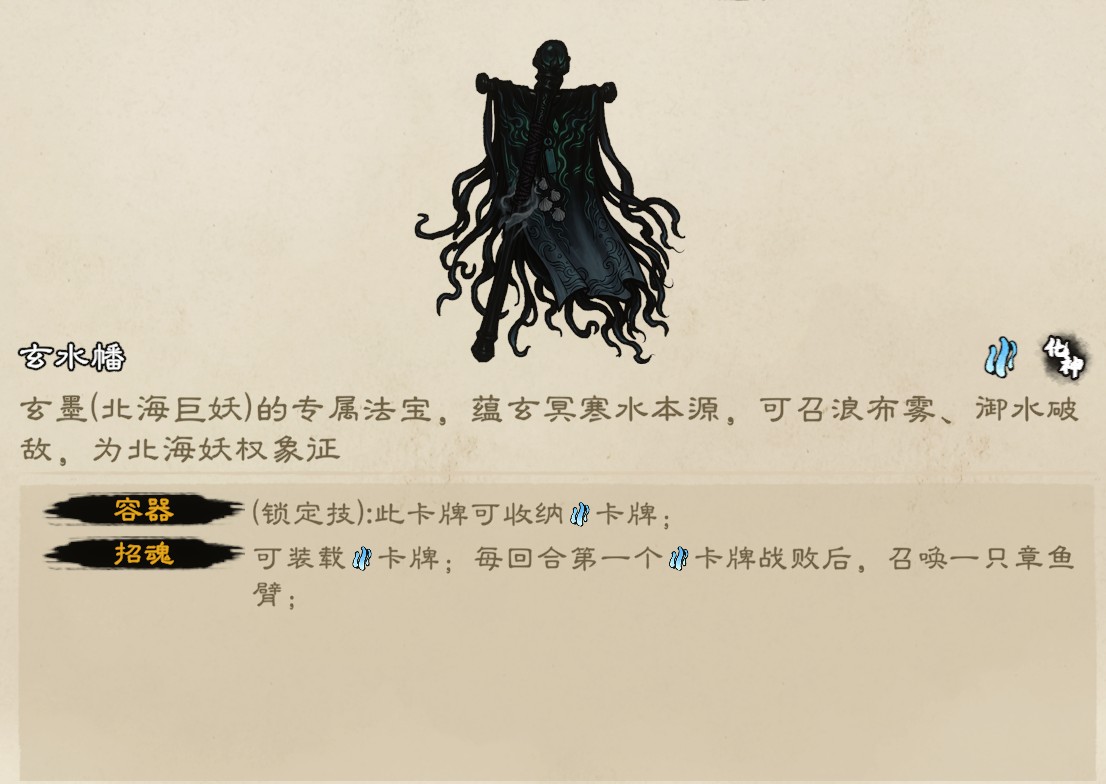 玄水幡
化神
玄墨(北海巨妖)的专属法宝，蕴玄冥寒水本源，可召浪布雾、御水破
敌，为北海妖权象征
容器 (锁定技):此卡牌可收纳卡牌；
招魂 可装载卡牌；每回合第一个卡牌战败后，召唤一只章鱼
臂；